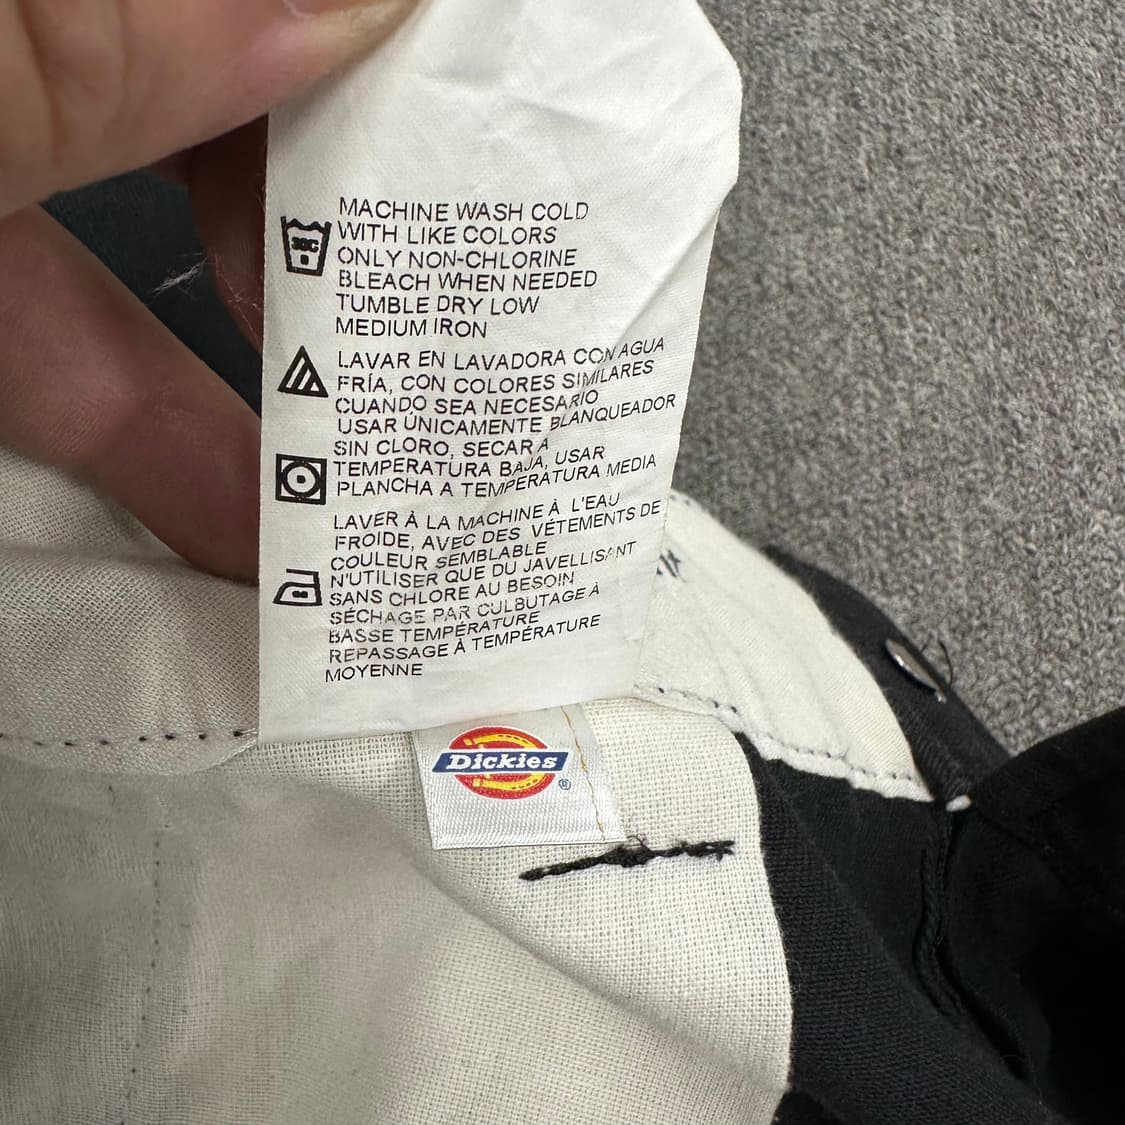 MACHINE WASH COLD
WITH LIKE COLORS
ONLY NON-CHLORINE
BLEACH WHEN NEEDED
TUMBLE DRY LOW
MEDIUM IRON
30C
LAVAR EN LAVADORA CON AGUA
FRÍA, CON COLORES SIMILARES
CUANDO SEA NECESARIO
USAR ÚNICAMENTE BLANQUEADOR
SIN CLORO, SECAR A
TEMPERATURA BAJA, USAR
PLANCHA A TEMPERATURA MEDIA
LAVER À LA MACHINE À L'EAU
FROIDE, AVEC DES VÉTEMENTS DE
COULEUR SEMBLABLE
N'UTILISER QUE DU JAVELLISANT
SANS CHLORE AU BESOIN
SÉCHAGE PAR CULBUTAGE À
BASSE TEMPÉRATURE
REPASSAGE À TEMPÉRATURE
MOYENNE
Dickies®